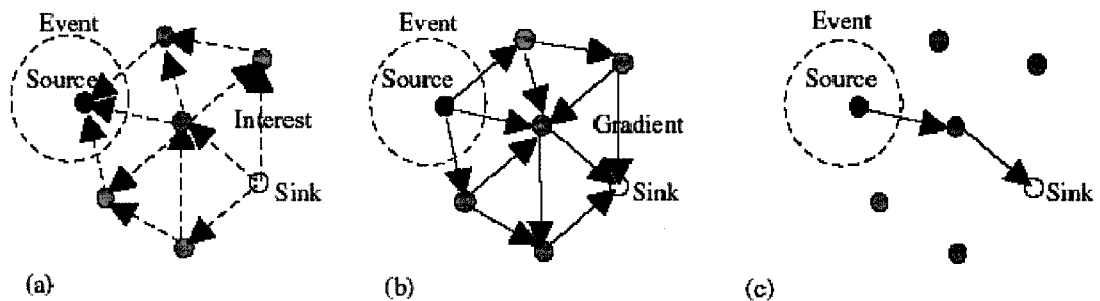 Event
Source
Interest
Sink
(a)
Event
Source
Gradient
Sink
(b)
Event
Source
Sink
(c)